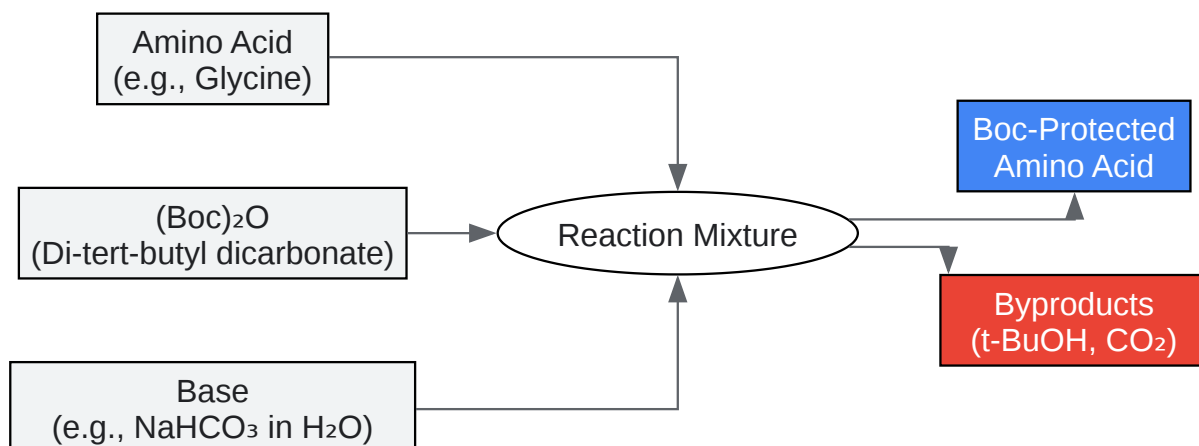 Amino Acid
(e.g., Glycine)
(Boc)₂O
(Di-tert-butyl dicarbonate)
Base
(e.g., NaHCO₃ in H₂O)
Reaction Mixture
Boc-Protected
Amino Acid
Byproducts
(t-BuOH, CO₂)